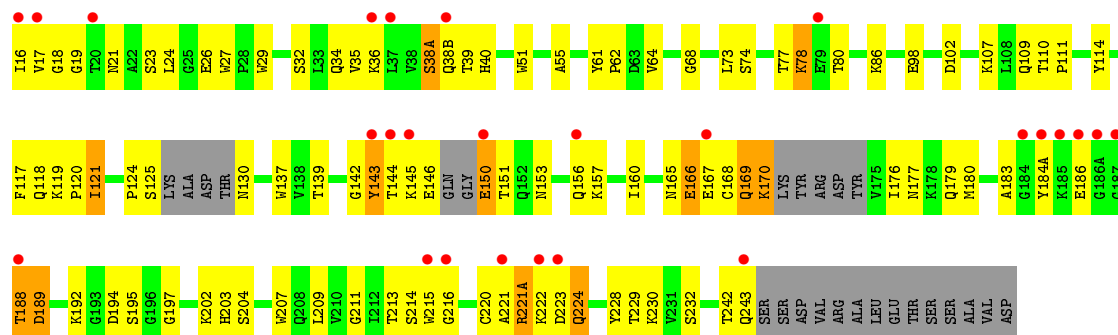 I16 V17 G18 G19 T20 N21 A22 S23 L24 G25 E26 W27 P28 W29 S32 L33 Q34 V35 K36 L37 V38 S38A Q38B T39 H40 W51 A55 Y61 P62 D63 V64 G68 L73 S74 T77 K78 E79 T80 K86 E98 D102 K107 L108 Q109 T110 P111 Y114
F117 Q118 K119 P120 I121 P124 S125 LYS ALA ASP THR N130 W137 V138 T139 G142 Y143 T144 K145 E146 GLN GLY E150 T151 Q152 N153 Q156 K157 I160 N165 E166 E167 C168 Q169 K170 LYS TYR ARG ASP TYR V175 I176 N177 K178 Q179 M180 A183 G184 Y184A K185 E186 G186A G187
T188 D189 K192 G193 D194 S195 G196 G197 K202 H203 S204 W207 Q208 L209 V210 G211 I212 T213 S214 W215 G216 C220 A221 R221A K222 D223 Q224 Y228 T229 K230 V231 S232 T242 Q243 SER SER ASP VAL ARG ALA LEU GLU THR SER SER ALA VAL ASP